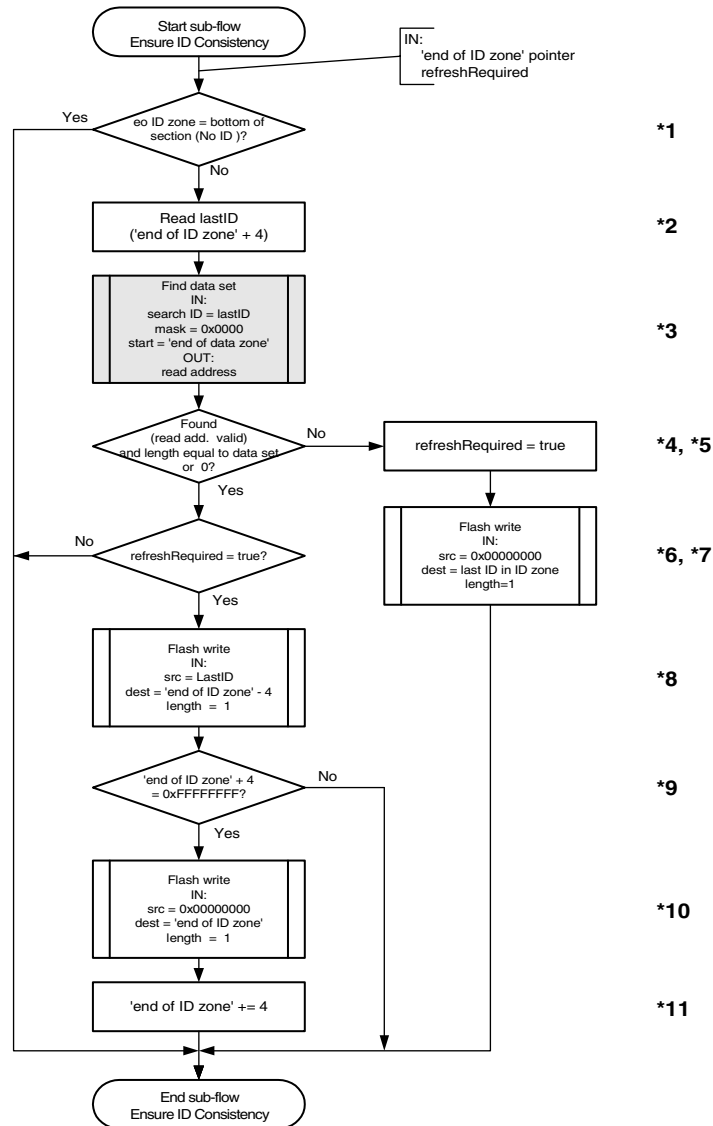 Start sub-flow
Ensure ID Consistency
IN:
'end of ID zone' pointer
refreshRequired
Yes
eo ID zone = bottom of
section (No ID )?
*1
No
Read lastID
('end of ID zone' + 4)
*2
Find data set
IN:
search ID = lastID
mask = 0x0000
start = 'end of data zone'
OUT:
read address
*3
Found
(read add. valid)
and length equal to data set
or 0?
No
refreshRequired = true
*4, *5
Yes
No
refreshRequired = true?
Flash write
IN:
src = 0x00000000
dest = last ID in ID zone
length=1
*6, *7
Yes
Flash write
IN:
src = LastID
dest = 'end of ID zone' - 4
length = 1
*8
'end of ID zone' + 4
= 0xFFFFFFFF?
No
*9
Yes
Flash write
IN:
src = 0x00000000
dest = 'end of ID zone'
length = 1
*10
'end of ID zone' += 4
*11
End sub-flow
Ensure ID Consistency